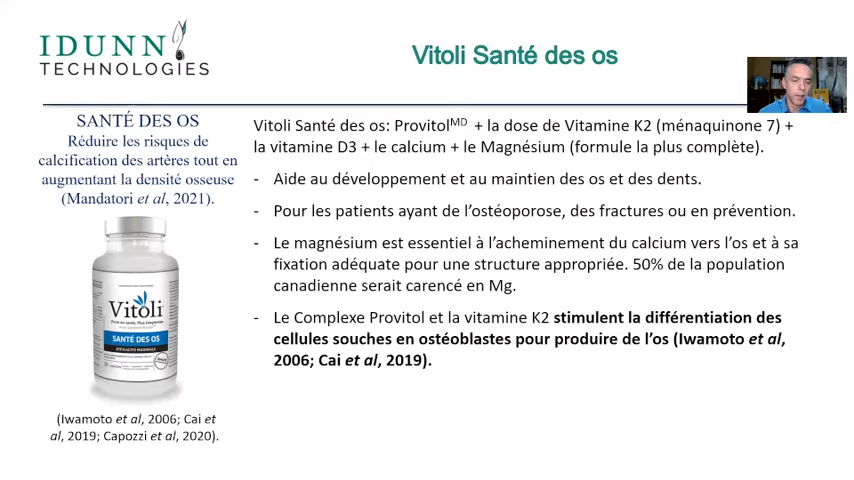 IDUNN
TECHNOLOGIES
Vitoli Santé des os
SANTÉ DES OS
Réduire les risques de
calcification des artères tout en
augmentant la densité osseuse
(Mandatori et al, 2021).
Vitoli
SANTÉ DES OS
(Iwamoto et al, 2006; Cai et
al, 2019; Capozzi et al, 2020).
Vitoli Santé des os: Provitolᴹᴰ + la dose de Vitamine K2 (ménaquinone 7) +
la vitamine D3 + le calcium + le Magnésium (formule la plus complète).
- Aide au développement et au maintien des os et des dents.
- Pour les patients ayant de l’ostéoporose, des fractures ou en prévention.
- Le magnésium est essentiel à l’acheminement du calcium vers l’os et à sa
fixation adéquate pour une structure appropriée. 50% de la population
canadienne serait carencé en Mg.
- Le Complexe Provitol et la vitamine K2 stimulent la différentiation des
cellules souches en ostéoblastes pour produire de l’os (Iwamoto et al,
2006; Cai et al, 2019).